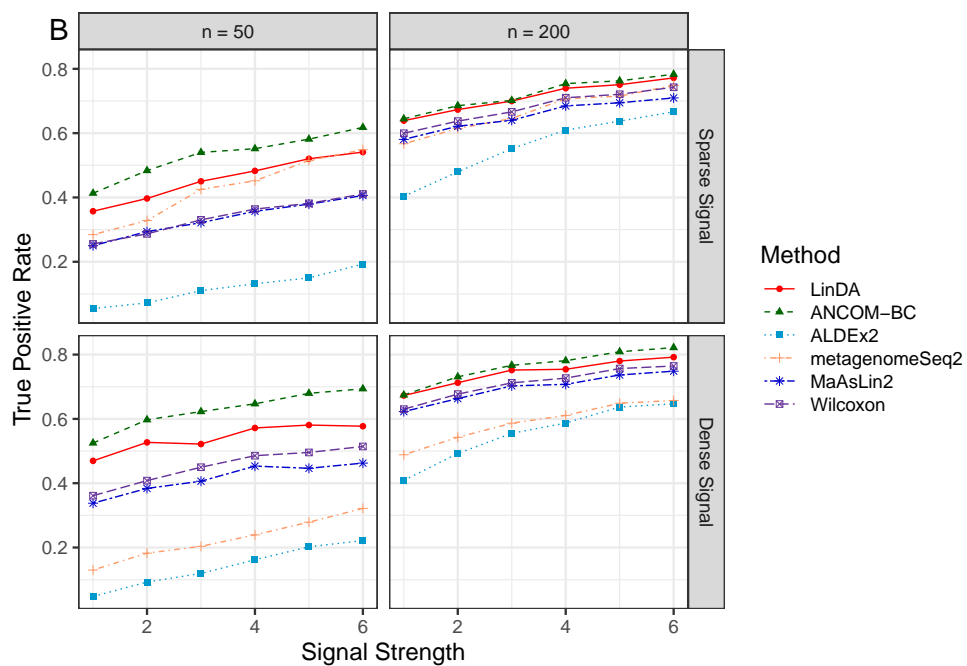 B
n = 50
n = 200
True Positive Rate
0.8
0.6
0.4
0.2
Sparse Signal
0.8
0.6
0.4
0.2
Dense Signal
2
4
6
2
4
6
Signal Strength
Method
LinDA
ANCOM−BC
ALDEx2
metagenomeSeq2
MaAsLin2
Wilcoxon